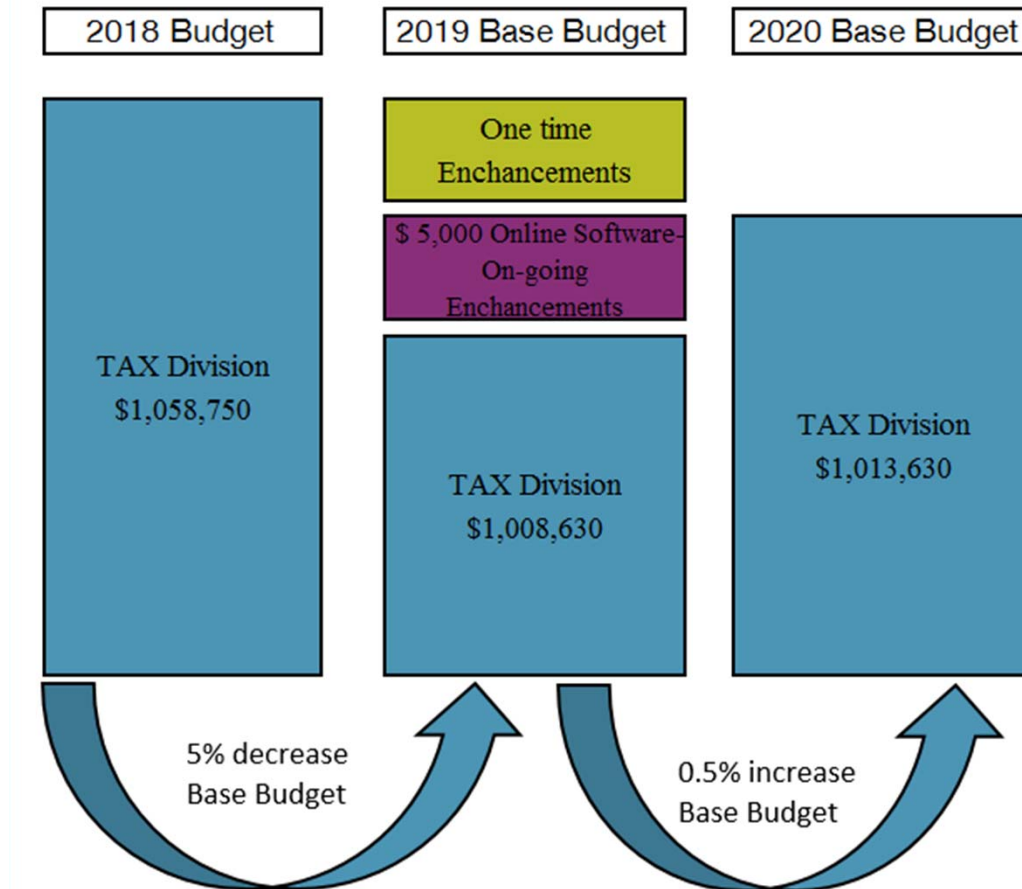 2018 Budget
2019 Base Budget
2020 Base Budget
One time
Enchancements
$ 5,000 Online Software-
On-going
Enchancements
TAX Division
$1,058,750
TAX Division
$1,008,630
TAX Division
$1,013,630
5% decrease
Base Budget
0.5% increase
Base Budget